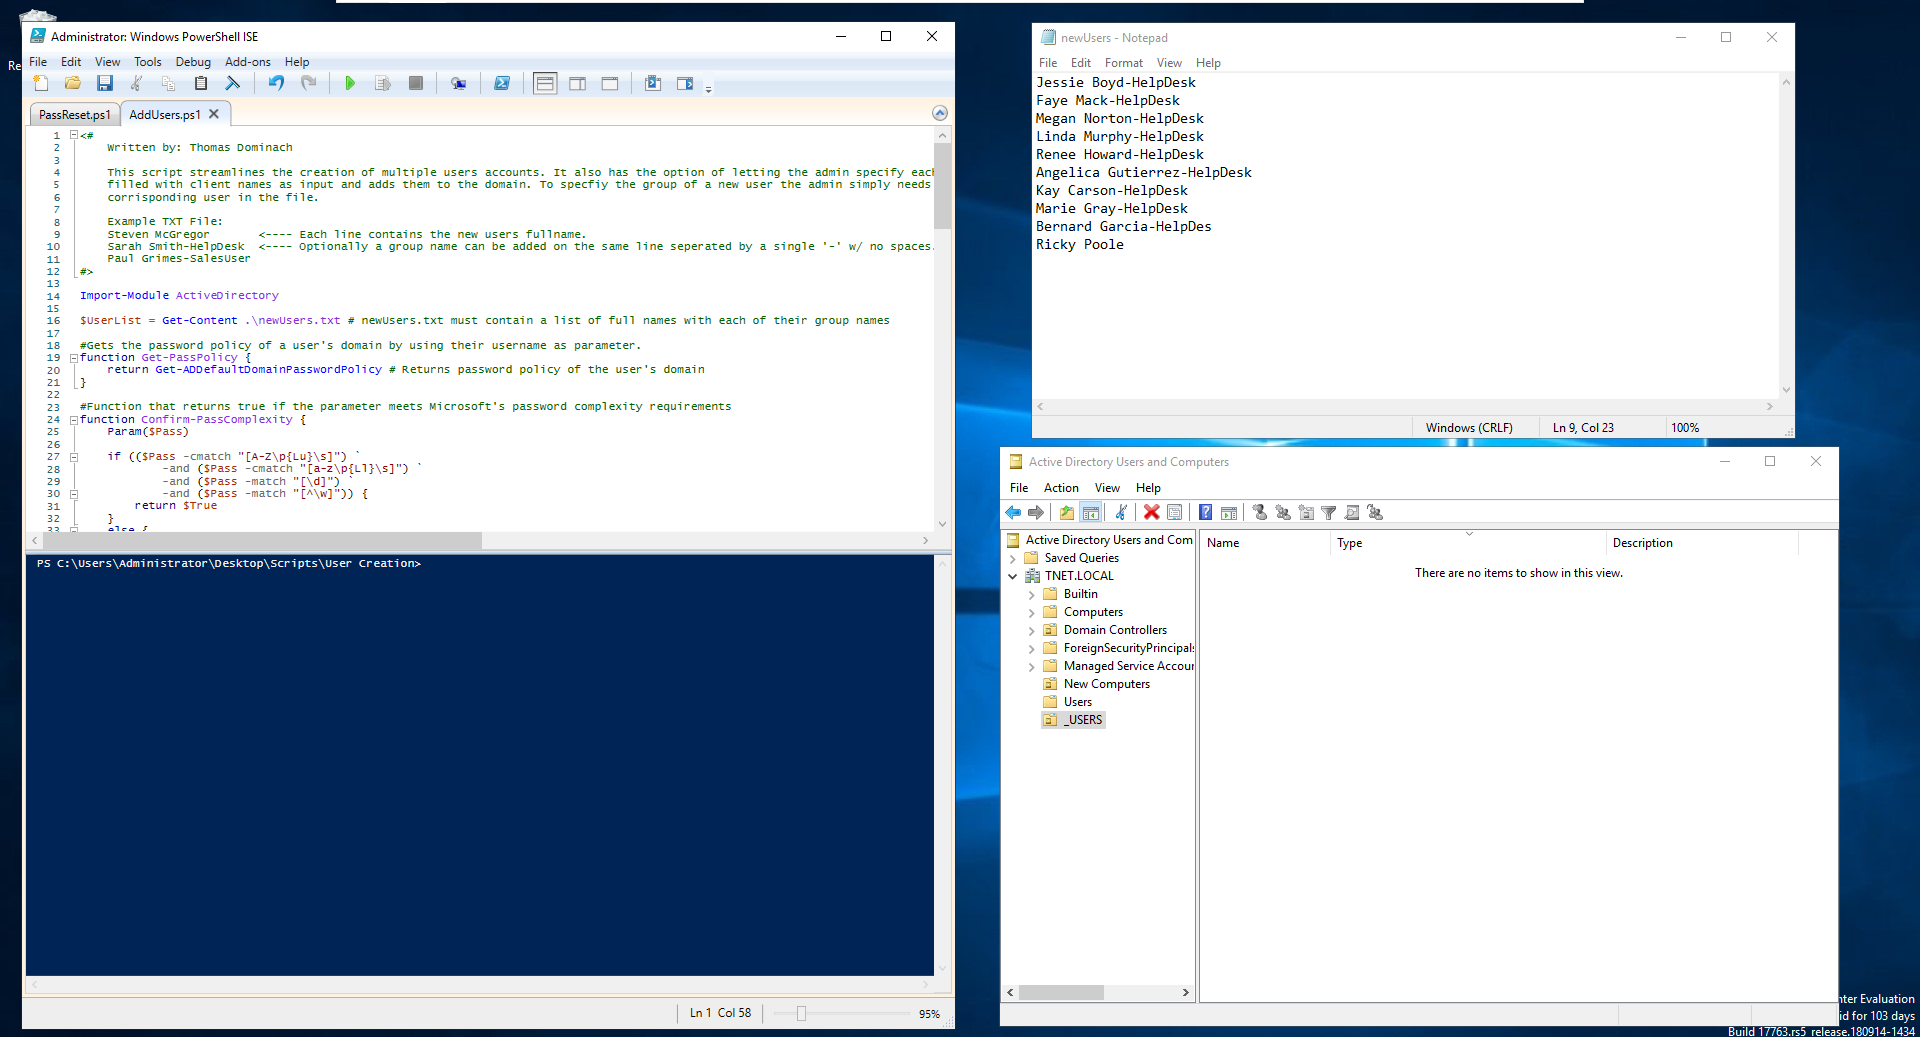 Re
Administrator: Windows PowerShell ISE
File Edit View Tools Debug Add-ons Help
PassReset.ps1 AddUsers.ps1
1 <#
2 Written by: Thomas Dominach
3
4 This script streamlines the creation of multiple users accounts. It also has the option of letting the admin specify eac
5 filled with client names as input and adds them to the domain. To specfiy the group of a new user the admin simply needs
6 corrisponding user in the file.
7
8 Example TXT File:
9 Steven McGregor <---- Each line contains the new users fullname.
10 Sarah Smith-HelpDesk <---- Optionally a group name can be added on the same line seperated by a single '-' w/ no spaces.
11 Paul Grimes-SalesUser
12 #>
13
14 Import-Module ActiveDirectory
15
16 $UserList = Get-Content .\newUsers.txt # newUsers.txt must contain a list of full names with each of their group names
17
18 #Gets the password policy of a user's domain by using their username as parameter.
19 function Get-PassPolicy {
20 return Get-ADDefaultDomainPasswordPolicy # Returns password policy of the user's domain
21 }
22
23 #Function that returns true if the parameter meets Microsoft's password complexity requirements
24 function Confirm-PassComplexity {
25 Param($Pass)
26
27 if (($Pass -cmatch "[A-Z\p{Lu}\s]") `
28 -and ($Pass -cmatch "[a-z\p{Ll}\s]") `
29 -and ($Pass -match "[\d]") `
30 -and ($Pass -match "[^\w]")) {
31 return $True
32 }
33 else {
PS C:\Users\Administrator\Desktop\Scripts\User Creation>
Ln 1 Col 58 95%
newUsers - Notepad
File Edit Format View Help
Jessie Boyd-HelpDesk
Faye Mack-HelpDesk
Megan Norton-HelpDesk
Linda Murphy-HelpDesk
Renee Howard-HelpDesk
Angelica Gutierrez-HelpDesk
Kay Carson-HelpDesk
Marie Gray-HelpDesk
Bernard Garcia-HelpDes
Ricky Poole
Windows (CRLF) Ln 9, Col 23 100%
Active Directory Users and Computers
File Action View Help
Active Directory Users and Com
Saved Queries
TNET.LOCAL
Builtin
Computers
Domain Controllers
ForeignSecurityPrincipals
Managed Service Accour
New Computers
Users
_USERS
Name Type Description
There are no items to show in this view.
nter Evaluation
id for 103 days
Build 17763.rs5_release.180914-1434